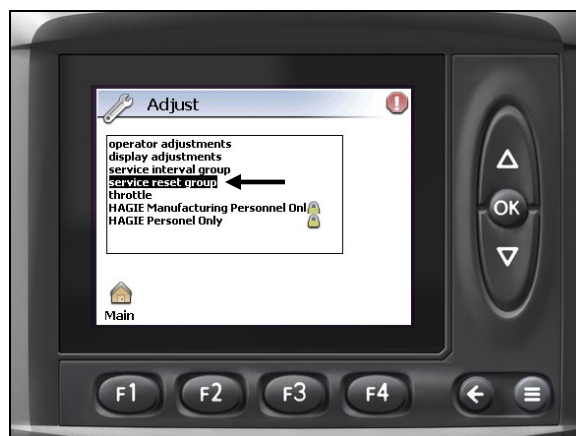 Adjust
operator adjustments
display adjustments
service interval group
service reset group
throttle
HAGIE Manufacturing Personnel Onl
HAGIE Personel Only
Main
OK
F1 F2 F3 F4